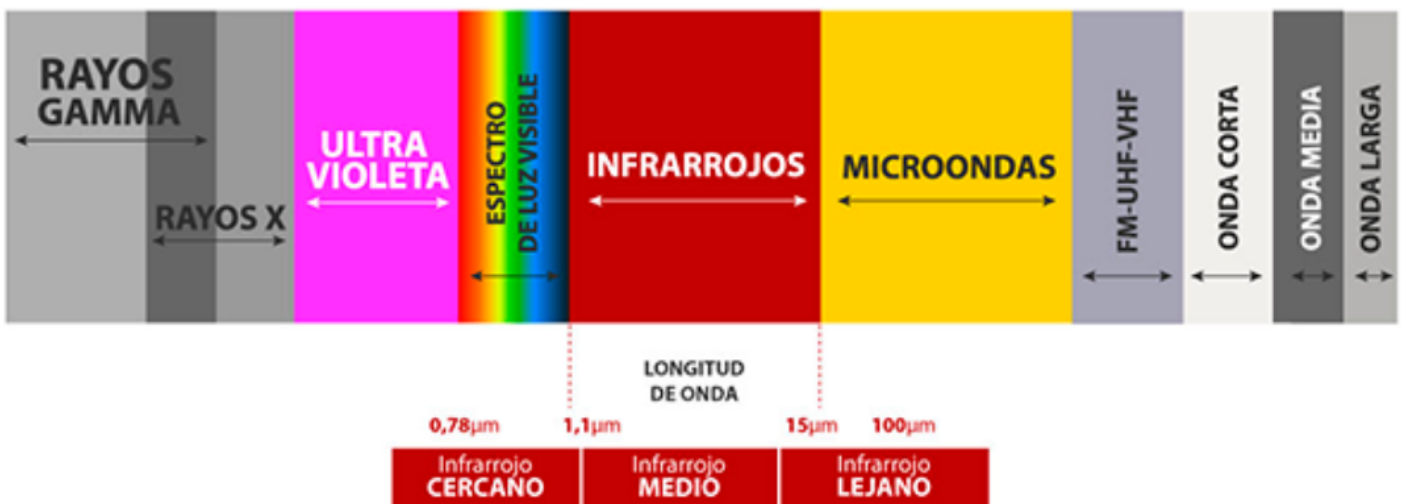 RAYOS
GAMMA
RAYOS X
ULTRA
VIOLETA
ESPECTRO
DE LUZ VISIBLE
INFRARROJOS
MICROONDAS
FM-UHF-VHF
ONDA CORTA
ONDA MEDIA
ONDA LARGA
LONGITUD
DE ONDA
0,78µm 1,1µm 15µm 100µm
Infrarrojo
CERCANO
Infrarrojo
MEDIO
Infrarrojo
LEJANO